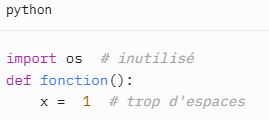 python
import os  # inutilisé
def fonction():
    x =  1  # trop d'espaces